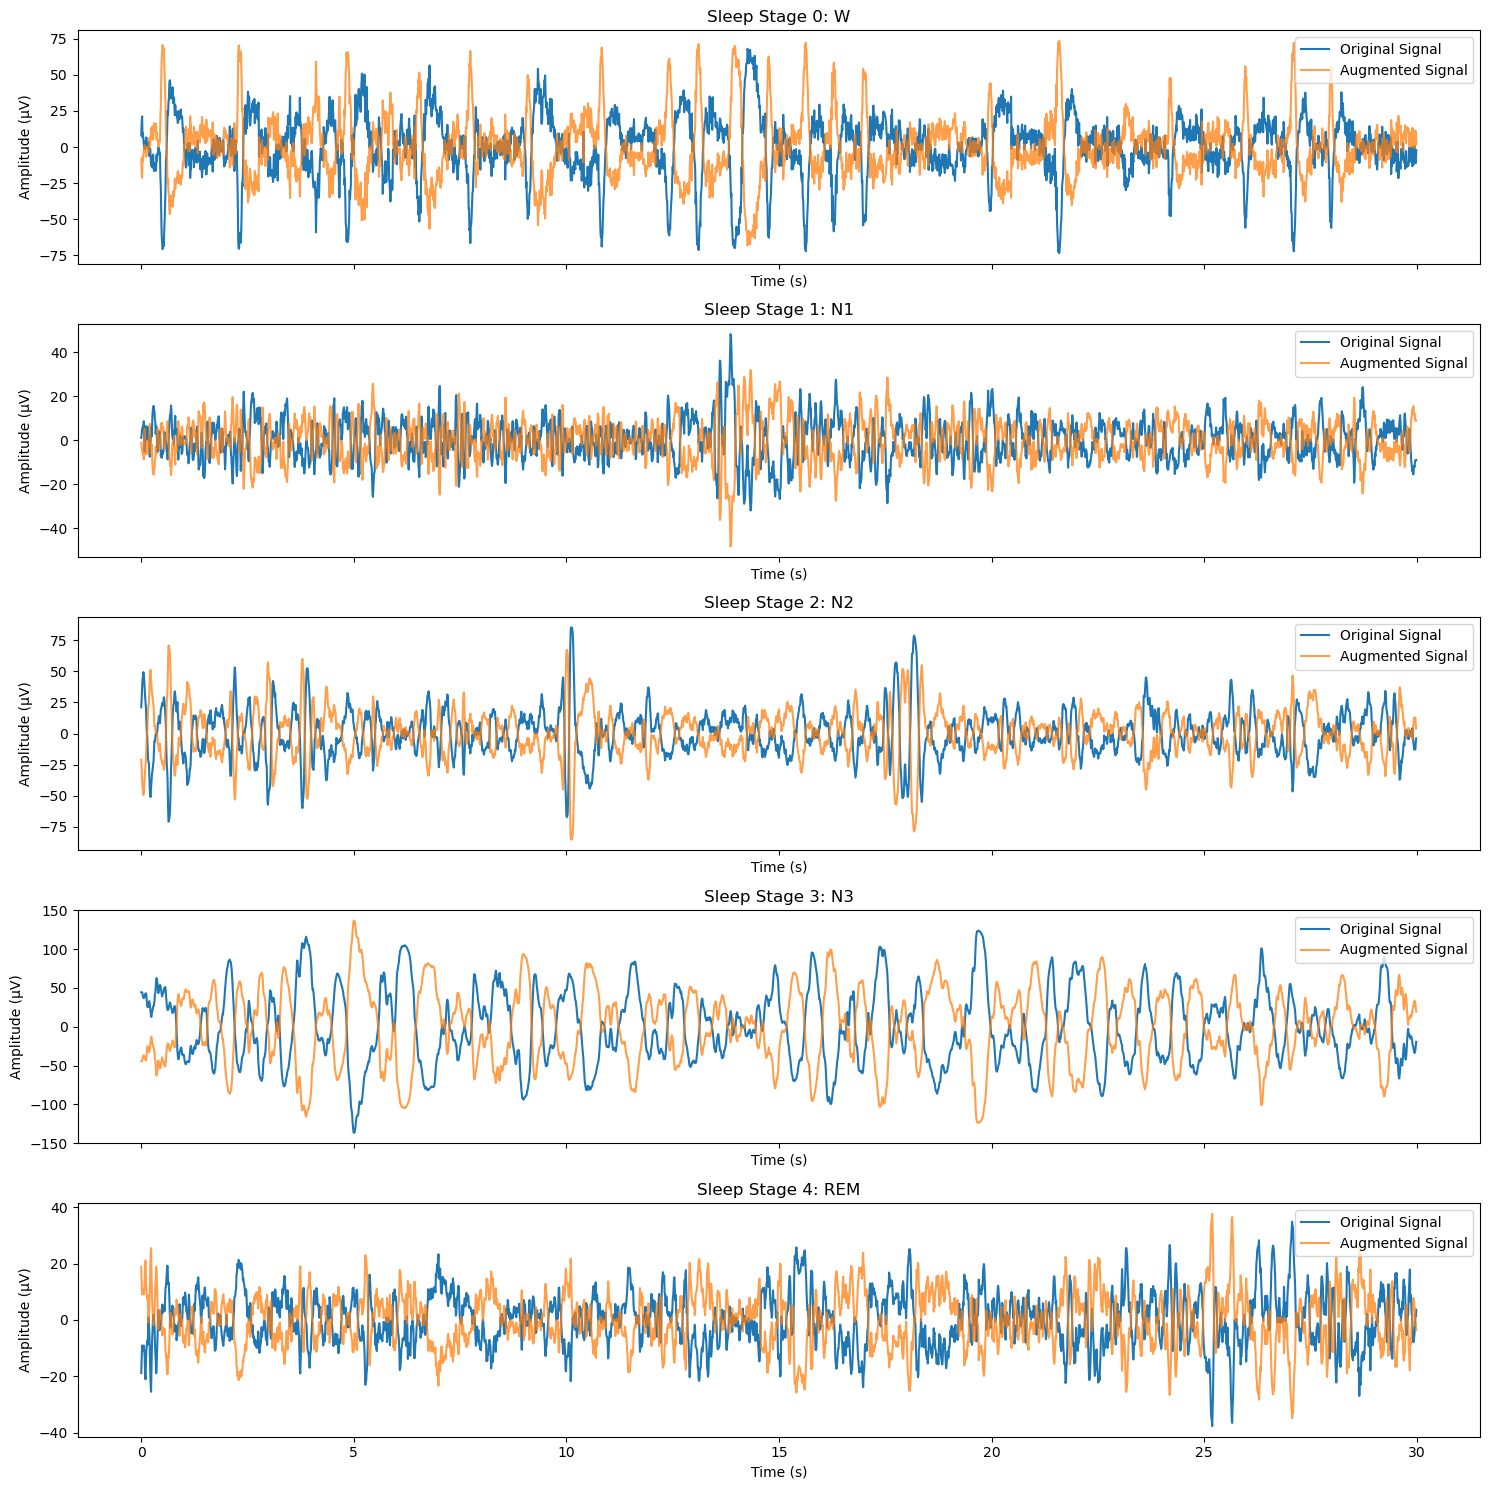 Sleep Stage 0: W
Original Signal
Augmented Signal
75
50
25
0
−25
−50
−75
Amplitude (µV)
Time (s)
Sleep Stage 1: N1
Original Signal
Augmented Signal
40
20
0
−20
−40
Amplitude (µV)
Time (s)
Sleep Stage 2: N2
Original Signal
Augmented Signal
75
50
25
0
−25
−50
−75
Amplitude (µV)
Time (s)
Sleep Stage 3: N3
Original Signal
Augmented Signal
150
100
50
0
−50
−100
−150
Amplitude (µV)
Time (s)
Sleep Stage 4: REM
Original Signal
Augmented Signal
40
20
0
−20
−40
Amplitude (µV)
0 5 10 15 20 25 30
Time (s)